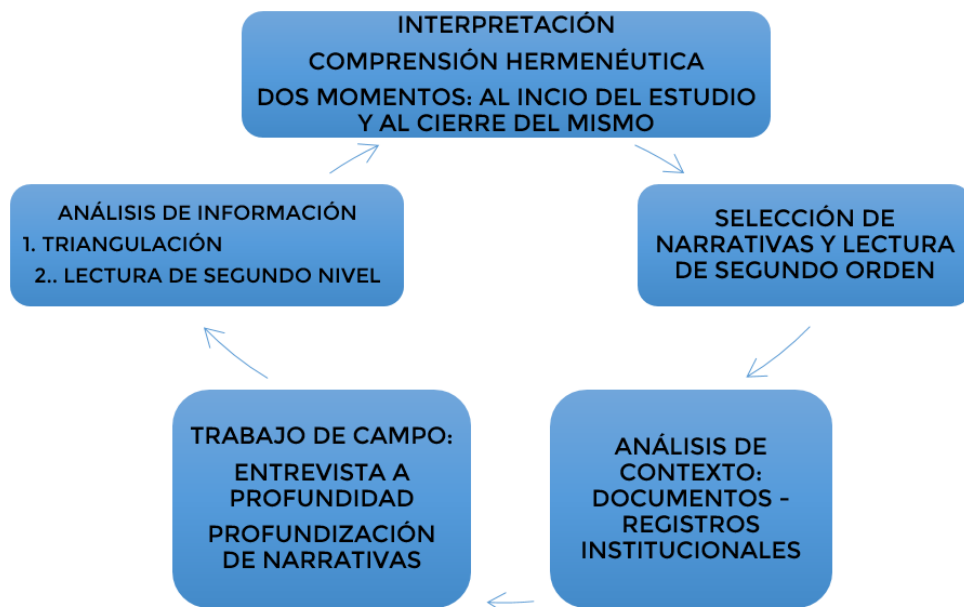 INTERPRETACIÓN
COMPRENSIÓN HERMENÉUTICA
DOS MOMENTOS: AL INCIO DEL ESTUDIO
Y AL CIERRE DEL MISMO
SELECCIÓN DE
NARRATIVAS Y LECTURA
DE SEGUNDO ORDEN
ANÁLISIS DE
CONTEXTO:
DOCUMENTOS -
REGISTROS
INSTITUCIONALES
TRABAJO DE CAMPO:
ENTREVISTA A
PROFUNDIDAD
PROFUNDIZACIÓN
DE NARRATIVAS
ANÁLISIS DE INFORMACIÓN
1. TRIANGULACIÓN
2.. LECTURA DE SEGUNDO NIVEL